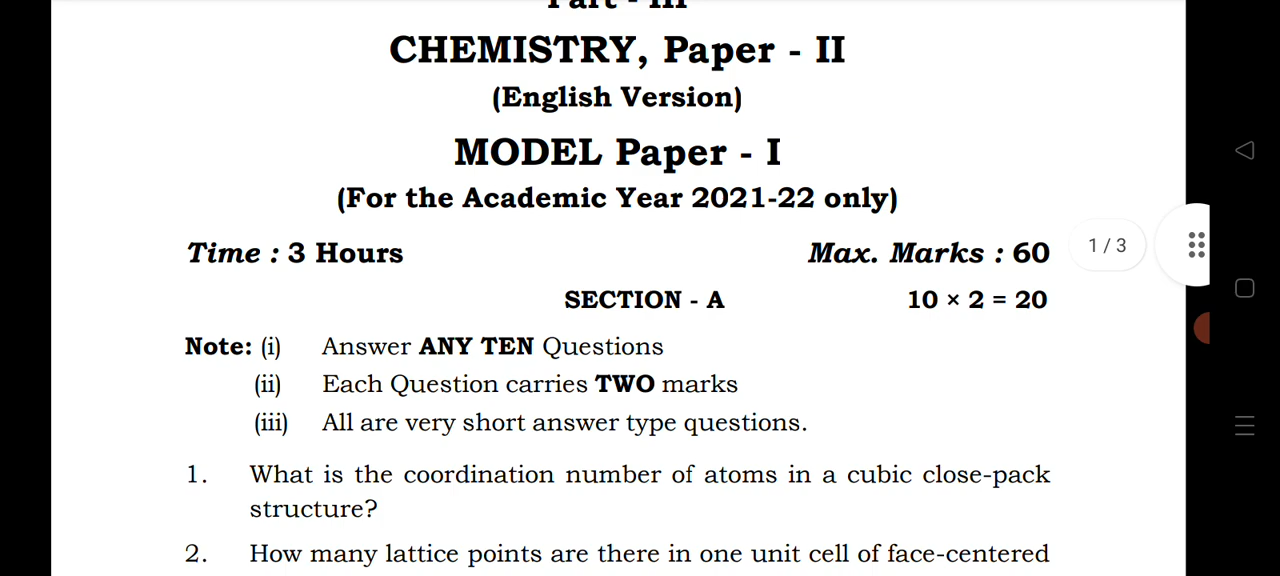 Part - III
CHEMISTRY, Paper - II
(English Version)
MODEL Paper - I
(For the Academic Year 2021-22 only)
Time : 3 Hours Max. Marks : 60
1 / 3
SECTION - A 10 × 2 = 20
Note: (i) Answer ANY TEN Questions
(ii) Each Question carries TWO marks
(iii) All are very short answer type questions.
1. What is the coordination number of atoms in a cubic close-pack
structure?
2. How many lattice points are there in one unit cell of face-centered